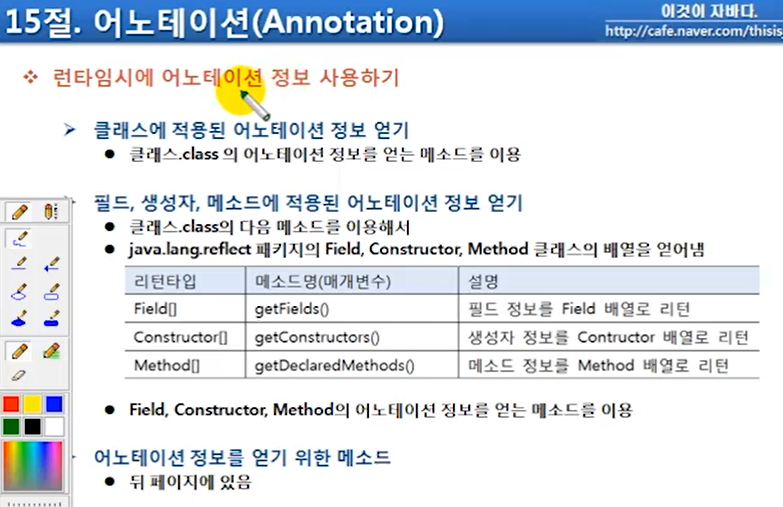 15절. 어노테이션(Annotation)
이것이 자바다.
http://cafe.naver.com/thisis
런타임시에 어노테이션 정보 사용하기
클래스에 적용된 어노테이션 정보 얻기
클래스.class 의 어노테이션 정보를 얻는 메소드를 이용
필드, 생성자, 메소드에 적용된 어노테이션 정보 얻기
클래스.class의 다음 메소드를 이용해서
java.lang.reflect 패키지의 Field, Constructor, Method 클래스의 배열을 얻어냄
리턴타입 메소드명(매개변수) 설명
Field[] getFields() 필드 정보를 Field 배열로 리턴
Constructor[] getConstructors() 생성자 정보를 Contructor 배열로 리턴
Method[] getDeclaredMethods() 메소드 정보를 Method 배열로 리턴
Field, Constructor, Method의 어노테이션 정보를 얻는 메소드를 이용
어노테이션 정보를 얻기 위한 메소드
뒤 페이지에 있음